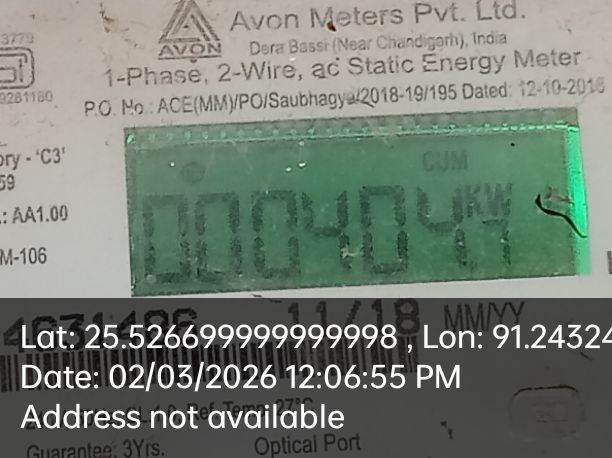 Avon Meters Pvt. Ltd.
AVON
Dera Bassi (Near Chandigarh), India
1-Phase, 2-Wire, ac Static Energy Meter
P.O. No.: ACE(MM)/PO/Saubhagya/2018-19/195 Dated: 12-10-2018
ory - 'C3'
59
.: AA1.00
M-106
CUM
KW
11/18 MM/YY
Lat: 25.526699999999998 , Lon: 91.24324
Date: 02/03/2026 12:06:55 PM
Address not available
Guarantee: 3Yrs.
Optical Port